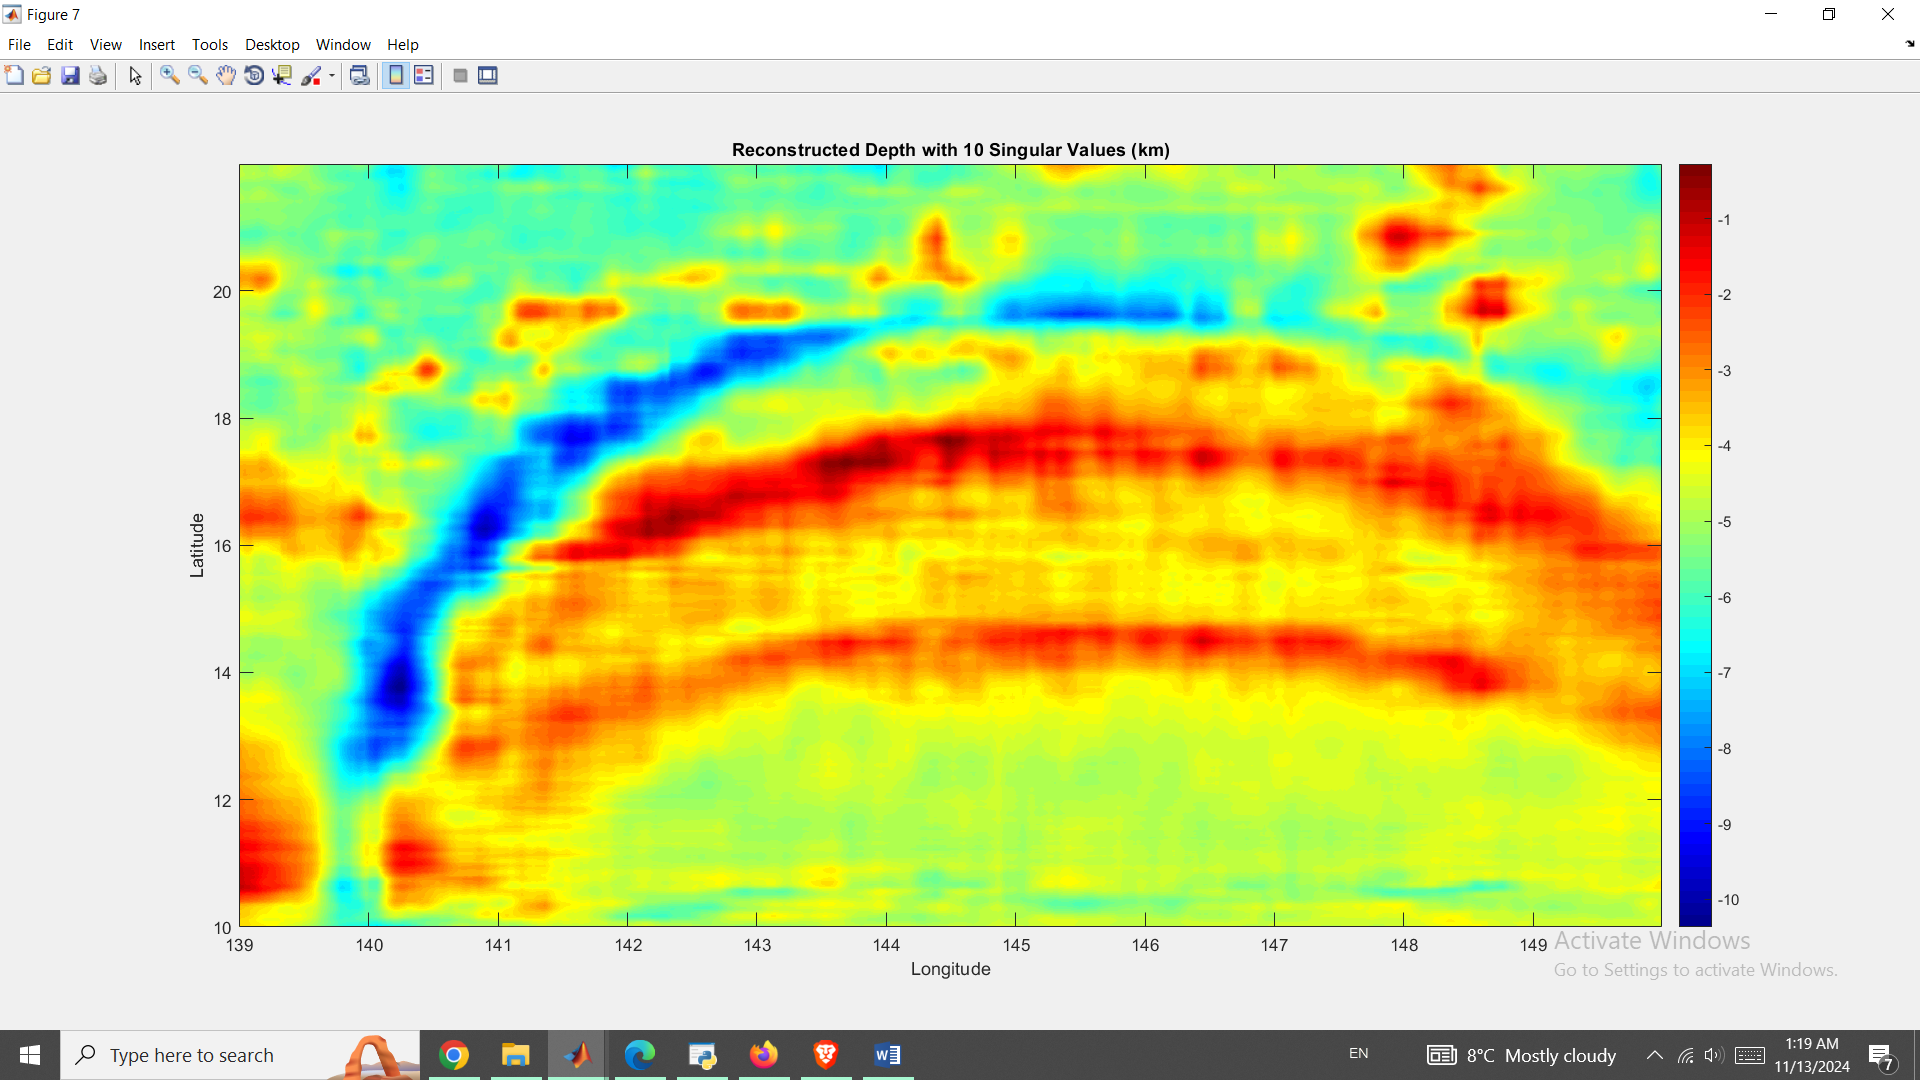 Figure 7
File Edit View Insert Tools Desktop Window Help
Reconstructed Depth with 10 Singular Values (km)
Latitude
20
18
16
14
12
10
139 140 141 142 143 144 145 146 147 148 149
Longitude
-1
-2
-3
-4
-5
-6
-7
-8
-9
-10
Activate Windows
Go to Settings to activate Windows.
Type here to search
EN
8°C Mostly cloudy
1:19 AM
11/13/2024
7